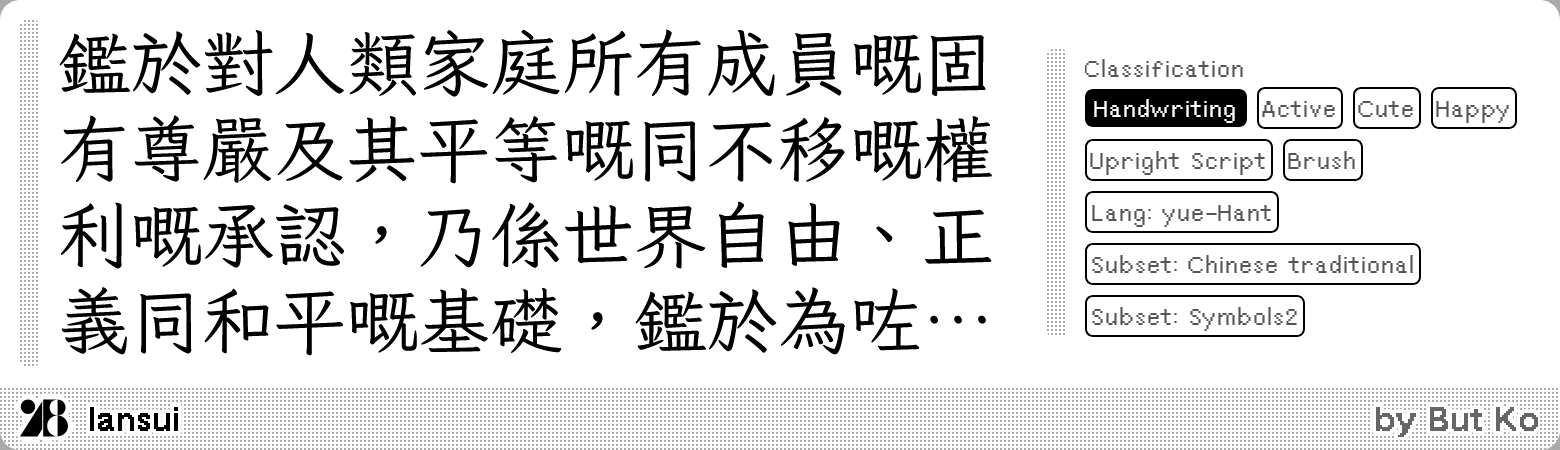 鑑於對人類家庭所有成員嘅固
有尊嚴及其平等嘅同不移嘅權
利嘅承認，乃係世界自由、正
義同和平嘅基礎，鑑於為咗…
Classification
Handwriting Active Cute Happy
Upright Script Brush
Lang: yue-Hant
Subset: Chinese traditional
Subset: Symbols2
Iansui
by But Ko